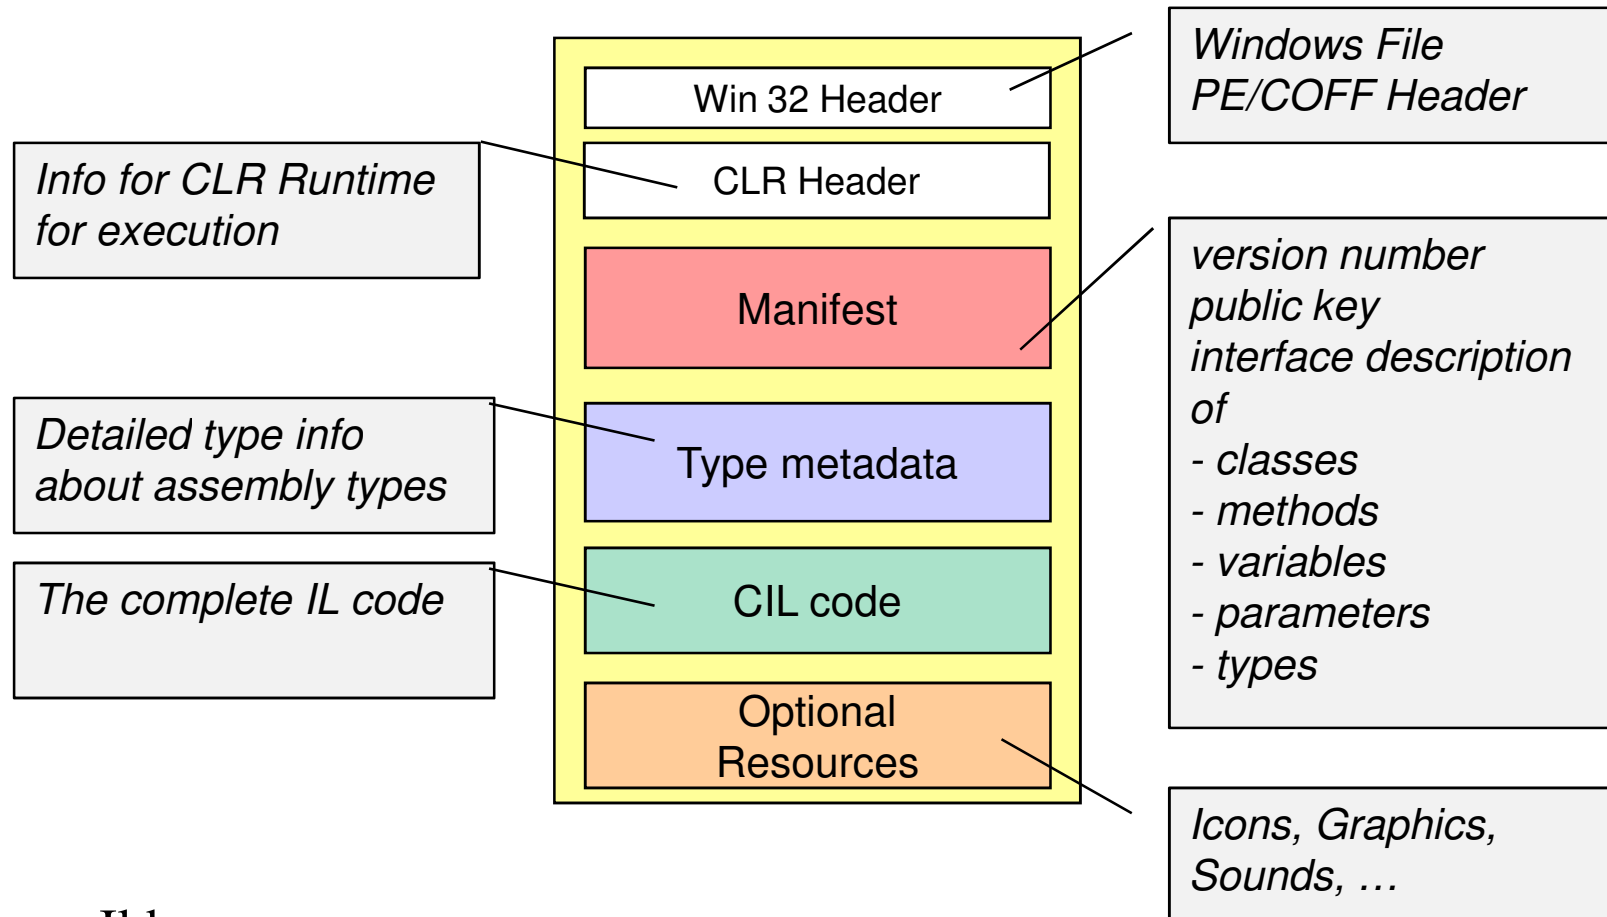 Windows File
PE/COFF Header
Win 32 Header
Info for CLR Runtime
for execution
CLR Header
version number
public key
interface description
of
- classes
- methods
- variables
- parameters
- types
Manifest
Detailed type info
about assembly types
Type metadata
The complete IL code
CIL code
Optional
Resources
Icons, Graphics,
Sounds, …